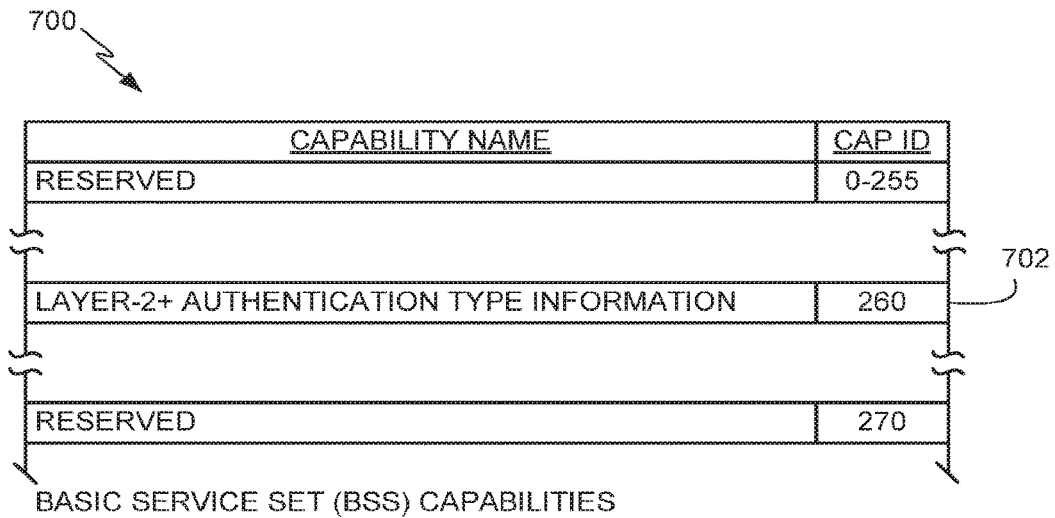 700
CAPABILITY NAME CAP ID
RESERVED 0-255
702
LAYER-2+ AUTHENTICATION TYPE INFORMATION 260
RESERVED 270
BASIC SERVICE SET (BSS) CAPABILITIES